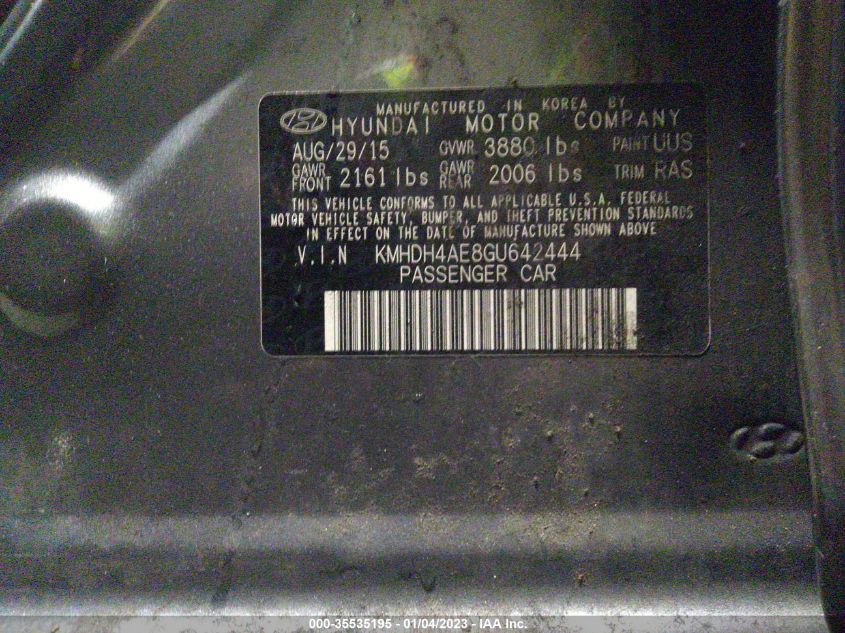 MANUFACTURED IN KOREA BY
HYUNDAI MOTOR COMPANY
AUG/29/15 GVWR 3880 lbs PAINT UUS
GAWR FRONT 2161 lbs GAWR REAR 2006 lbs TRIM RAS
THIS VEHICLE CONFORMS TO ALL APPLICABLE U.S.A. FEDERAL
MOTOR VEHICLE SAFETY, BUMPER, AND THEFT PREVENTION STANDARDS
IN EFFECT ON THE DATE OF MANUFACTURE SHOWN ABOVE
V.I.N KMHDH4AE8GU642444
PASSENGER CAR
000-35535195 - 01/04/2023 - IAA Inc.